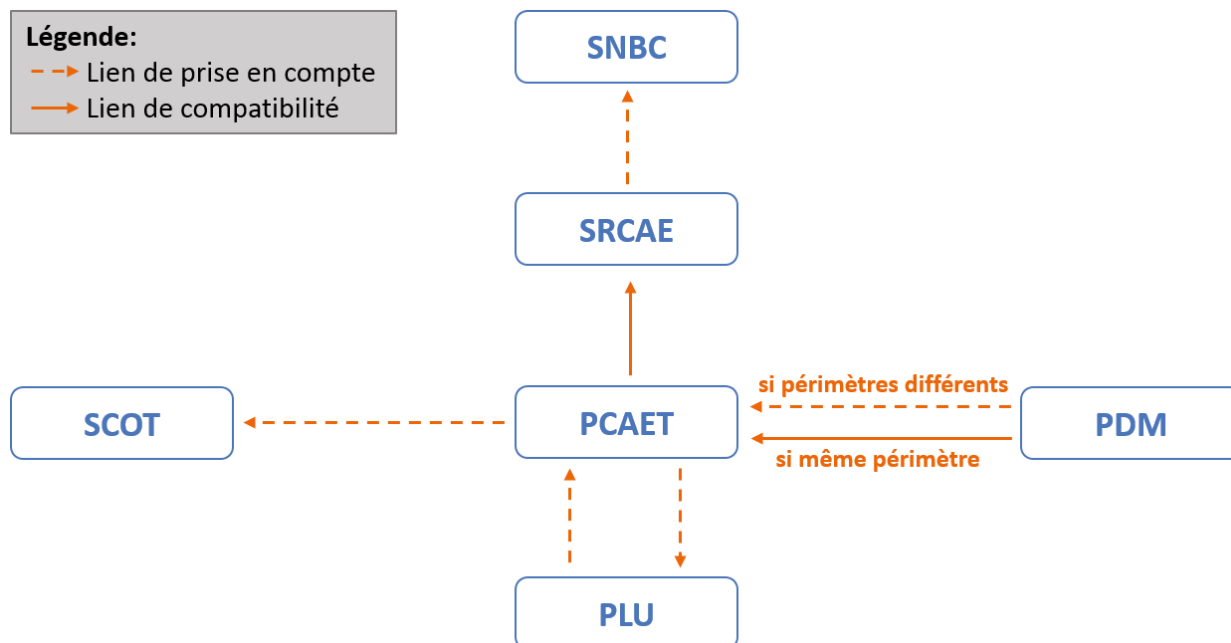 Légende:
Lien de prise en compte
Lien de compatibilité
SNBC
SRCAE
si périmètres différents
SCOT
PCAET
PDM
si même périmètre
PLU